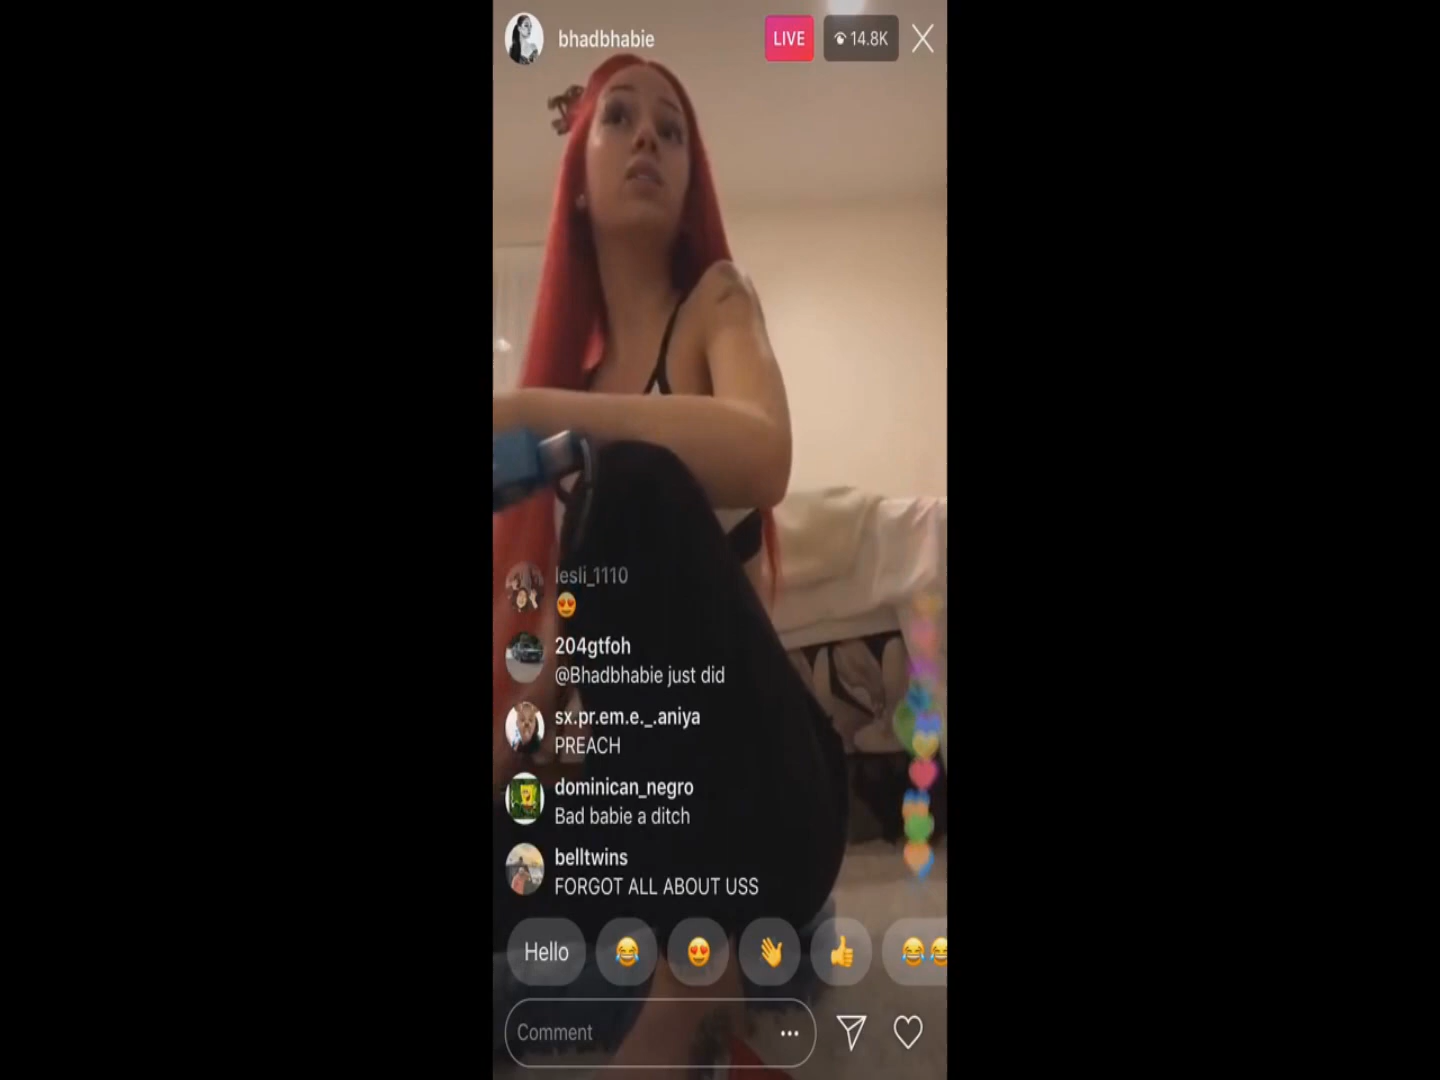 bhadbhabie
LIVE
14.8K
lesli_1110
😍
204gtfoh
@Bhadbhabie just did
sx.pr.em.e._.aniya
PREACH
dominican_negro
Bad babie a ditch
belltwins
FORGOT ALL ABOUT USS
Hello
Comment